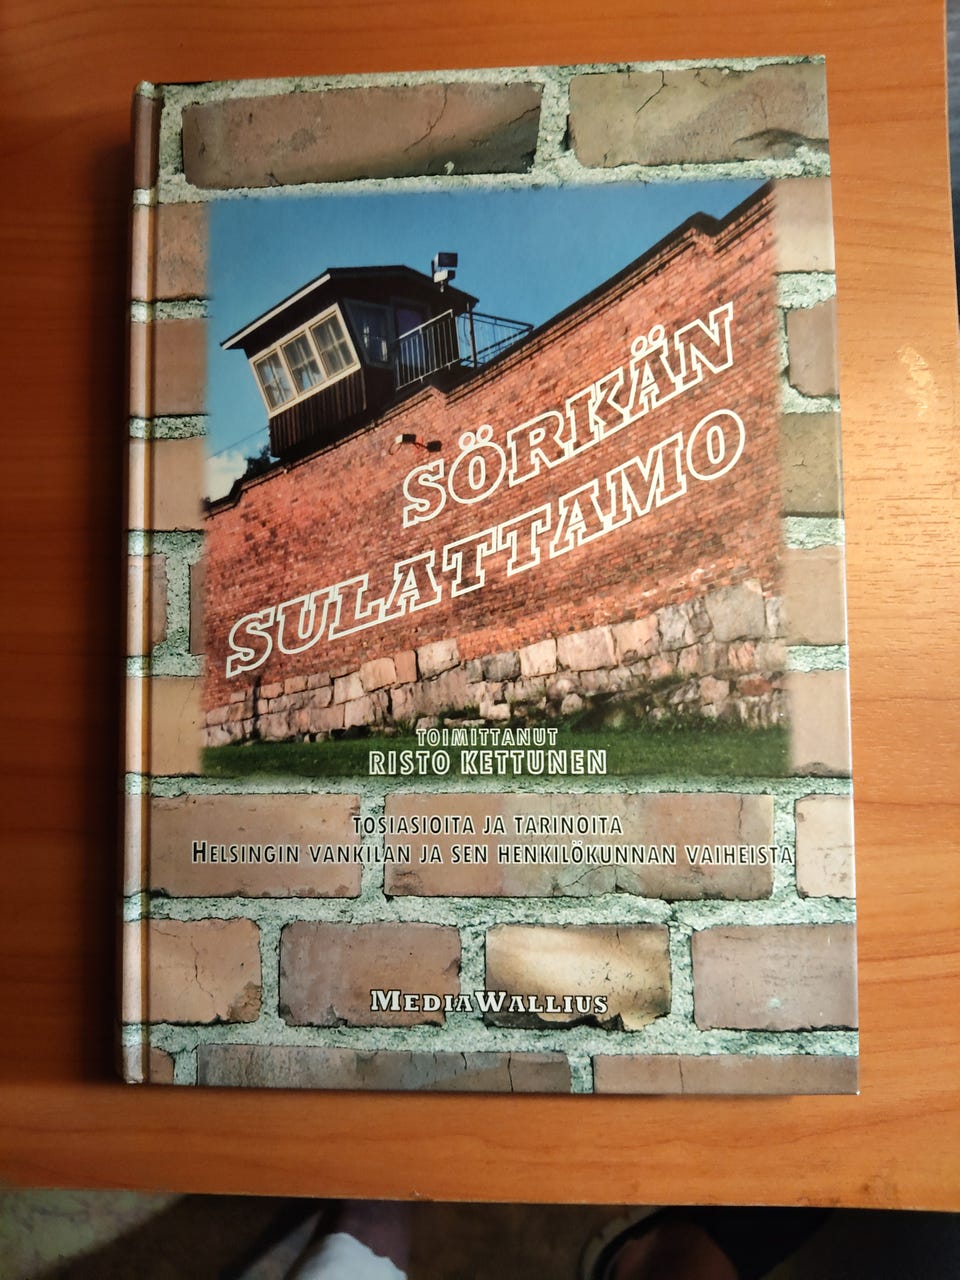 SÖRKÄN
SULATTAMO
TOIMITTANUT
RISTO KETTUNEN
TOSIASIOITA JA TARINOITA
HELSINGIN VANKILAN JA SEN HENKILÖKUNNAN VAIHEISTA
MEDIAWALLIUS